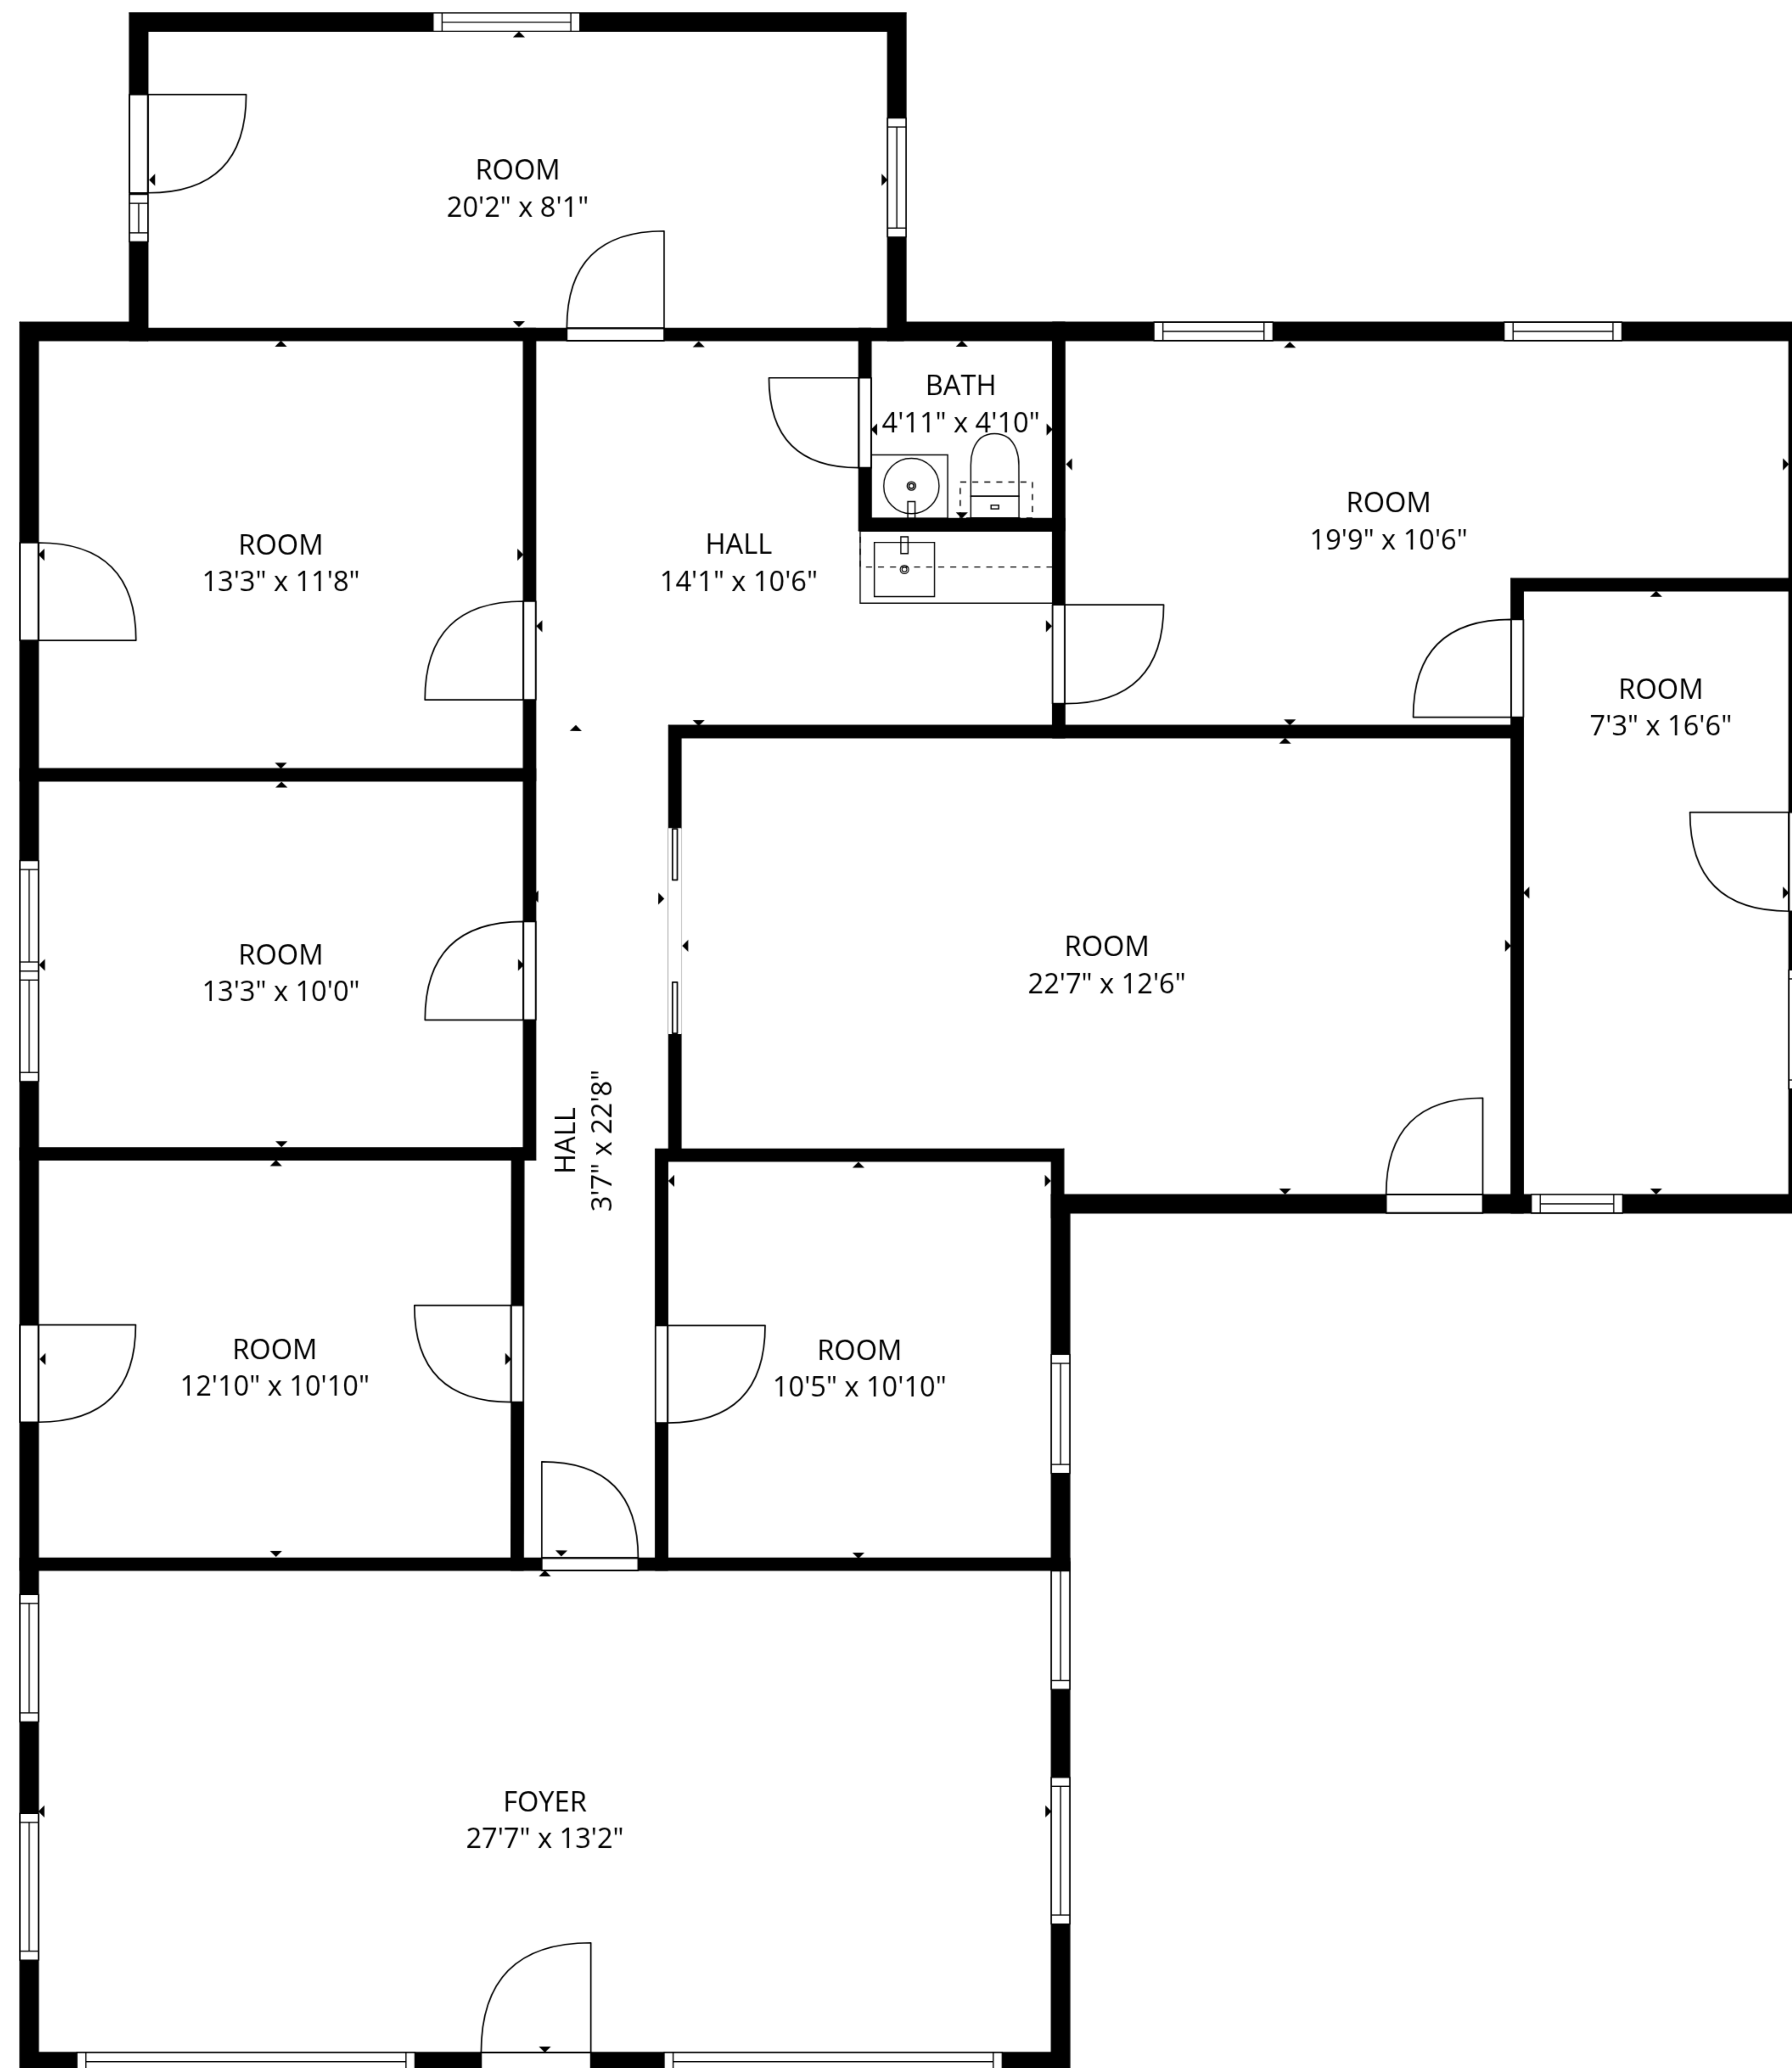 ROOM
20'2" x 8'1"
BATH
4'11" x 4'10"
ROOM
19'9" x 10'6"
ROOM
13'3" x 11'8"
HALL
14'1" x 10'6"
ROOM
7'3" x 16'6"
ROOM
22'7" x 12'6"
ROOM
13'3" x 10'0"
HALL
3'7" x 22'8"
ROOM
12'10" x 10'10"
ROOM
10'5" x 10'10"
FOYER
27'7" x 13'2"